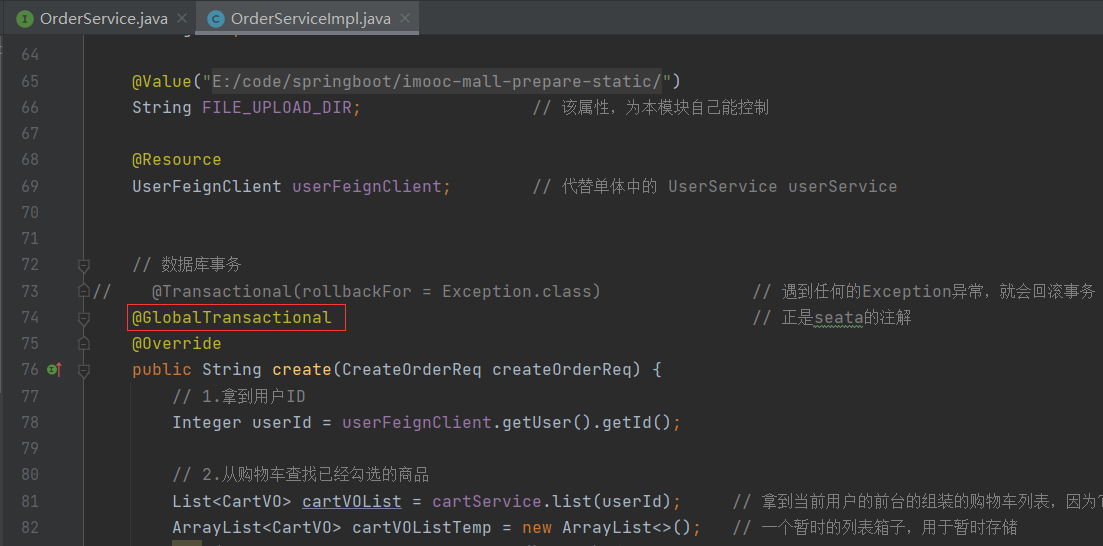 OrderService.java × OrderServiceImpl.java ×
64
65 @Value("E:/code/springboot/imooc-mall-prepare-static/")
66 String FILE_UPLOAD_DIR; // 该属性，为本模块自己能控制
67
68 @Resource
69 UserFeignClient userFeignClient; // 代替单体中的 UserService userService
70
71
72 // 数据库事务
73 // @Transactional(rollbackFor = Exception.class) // 遇到任何的Exception异常，就会回滚事务
74 @GlobalTransactional // 正是seata的注解
75 @Override
76 public String create(CreateOrderReq createOrderReq) {
77 // 1.拿到用户ID
78 Integer userId = userFeignClient.getUser().getId();
79
80 // 2.从购物车查找已经勾选的商品
81 List<CartVO> cartVOList = cartService.list(userId); // 拿到当前用户的前台的组装的购物车列表，因为
82 ArrayList<CartVO> cartVOListTemp = new ArrayList<>(); // 一个暂时的列表箱子，用于暂时存储